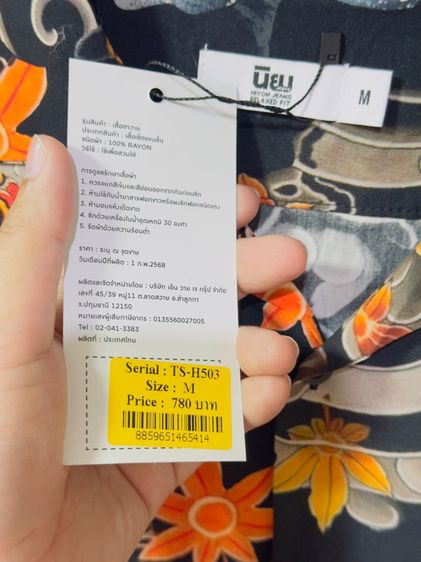 นิยม
NIYOM JEANS
RELAXED FIT
M
รุ่นสินค้า : เสื้อฮาวาย
ประเภทสินค้า : เสื้อเชิ้ตแขนสั้น
ชนิดผ้า : 100% RAYON
วิธีใช้ : ใช้เพื่อสวมใส่
การดูแลรักษาเสื้อผ้า
1. ควรแยกสีเข้มและสีอ่อนออกจากกันก่อนซัก
2. ห้ามใช้กับน้ำยาสารฟอกขาวหรือผงซักฟอกชนิดแรง
3. ห้ามอบแห้งเด็ดขาด
4. ซักด้วยเครื่องในน้ำอุณหภูมิ 30 องศา
5. รีดผ้าด้วยความร้อนต่ำ
ราคา : ระบุ ณ จุดขาย
วันเดือนปีที่ผลิต : 1 ก.พ.2568
ผลิตและจัดจำหน่ายโดย : บริษัท เอ็น วาย เจ กรุ๊ป จำกัด
เลขที่ 45/39 หมู่11 ต.ลาดสวาย อ.ลำลูกกา
จ.ปทุมธานี 12150
หมายเลขผู้เสียภาษีอากร : 0135560027005
Tel : 02-041-3383
ผลิตที่ : ประเทศไทย
Serial : TS-H503
Size : M
Price : 780 บาท
8859651465414